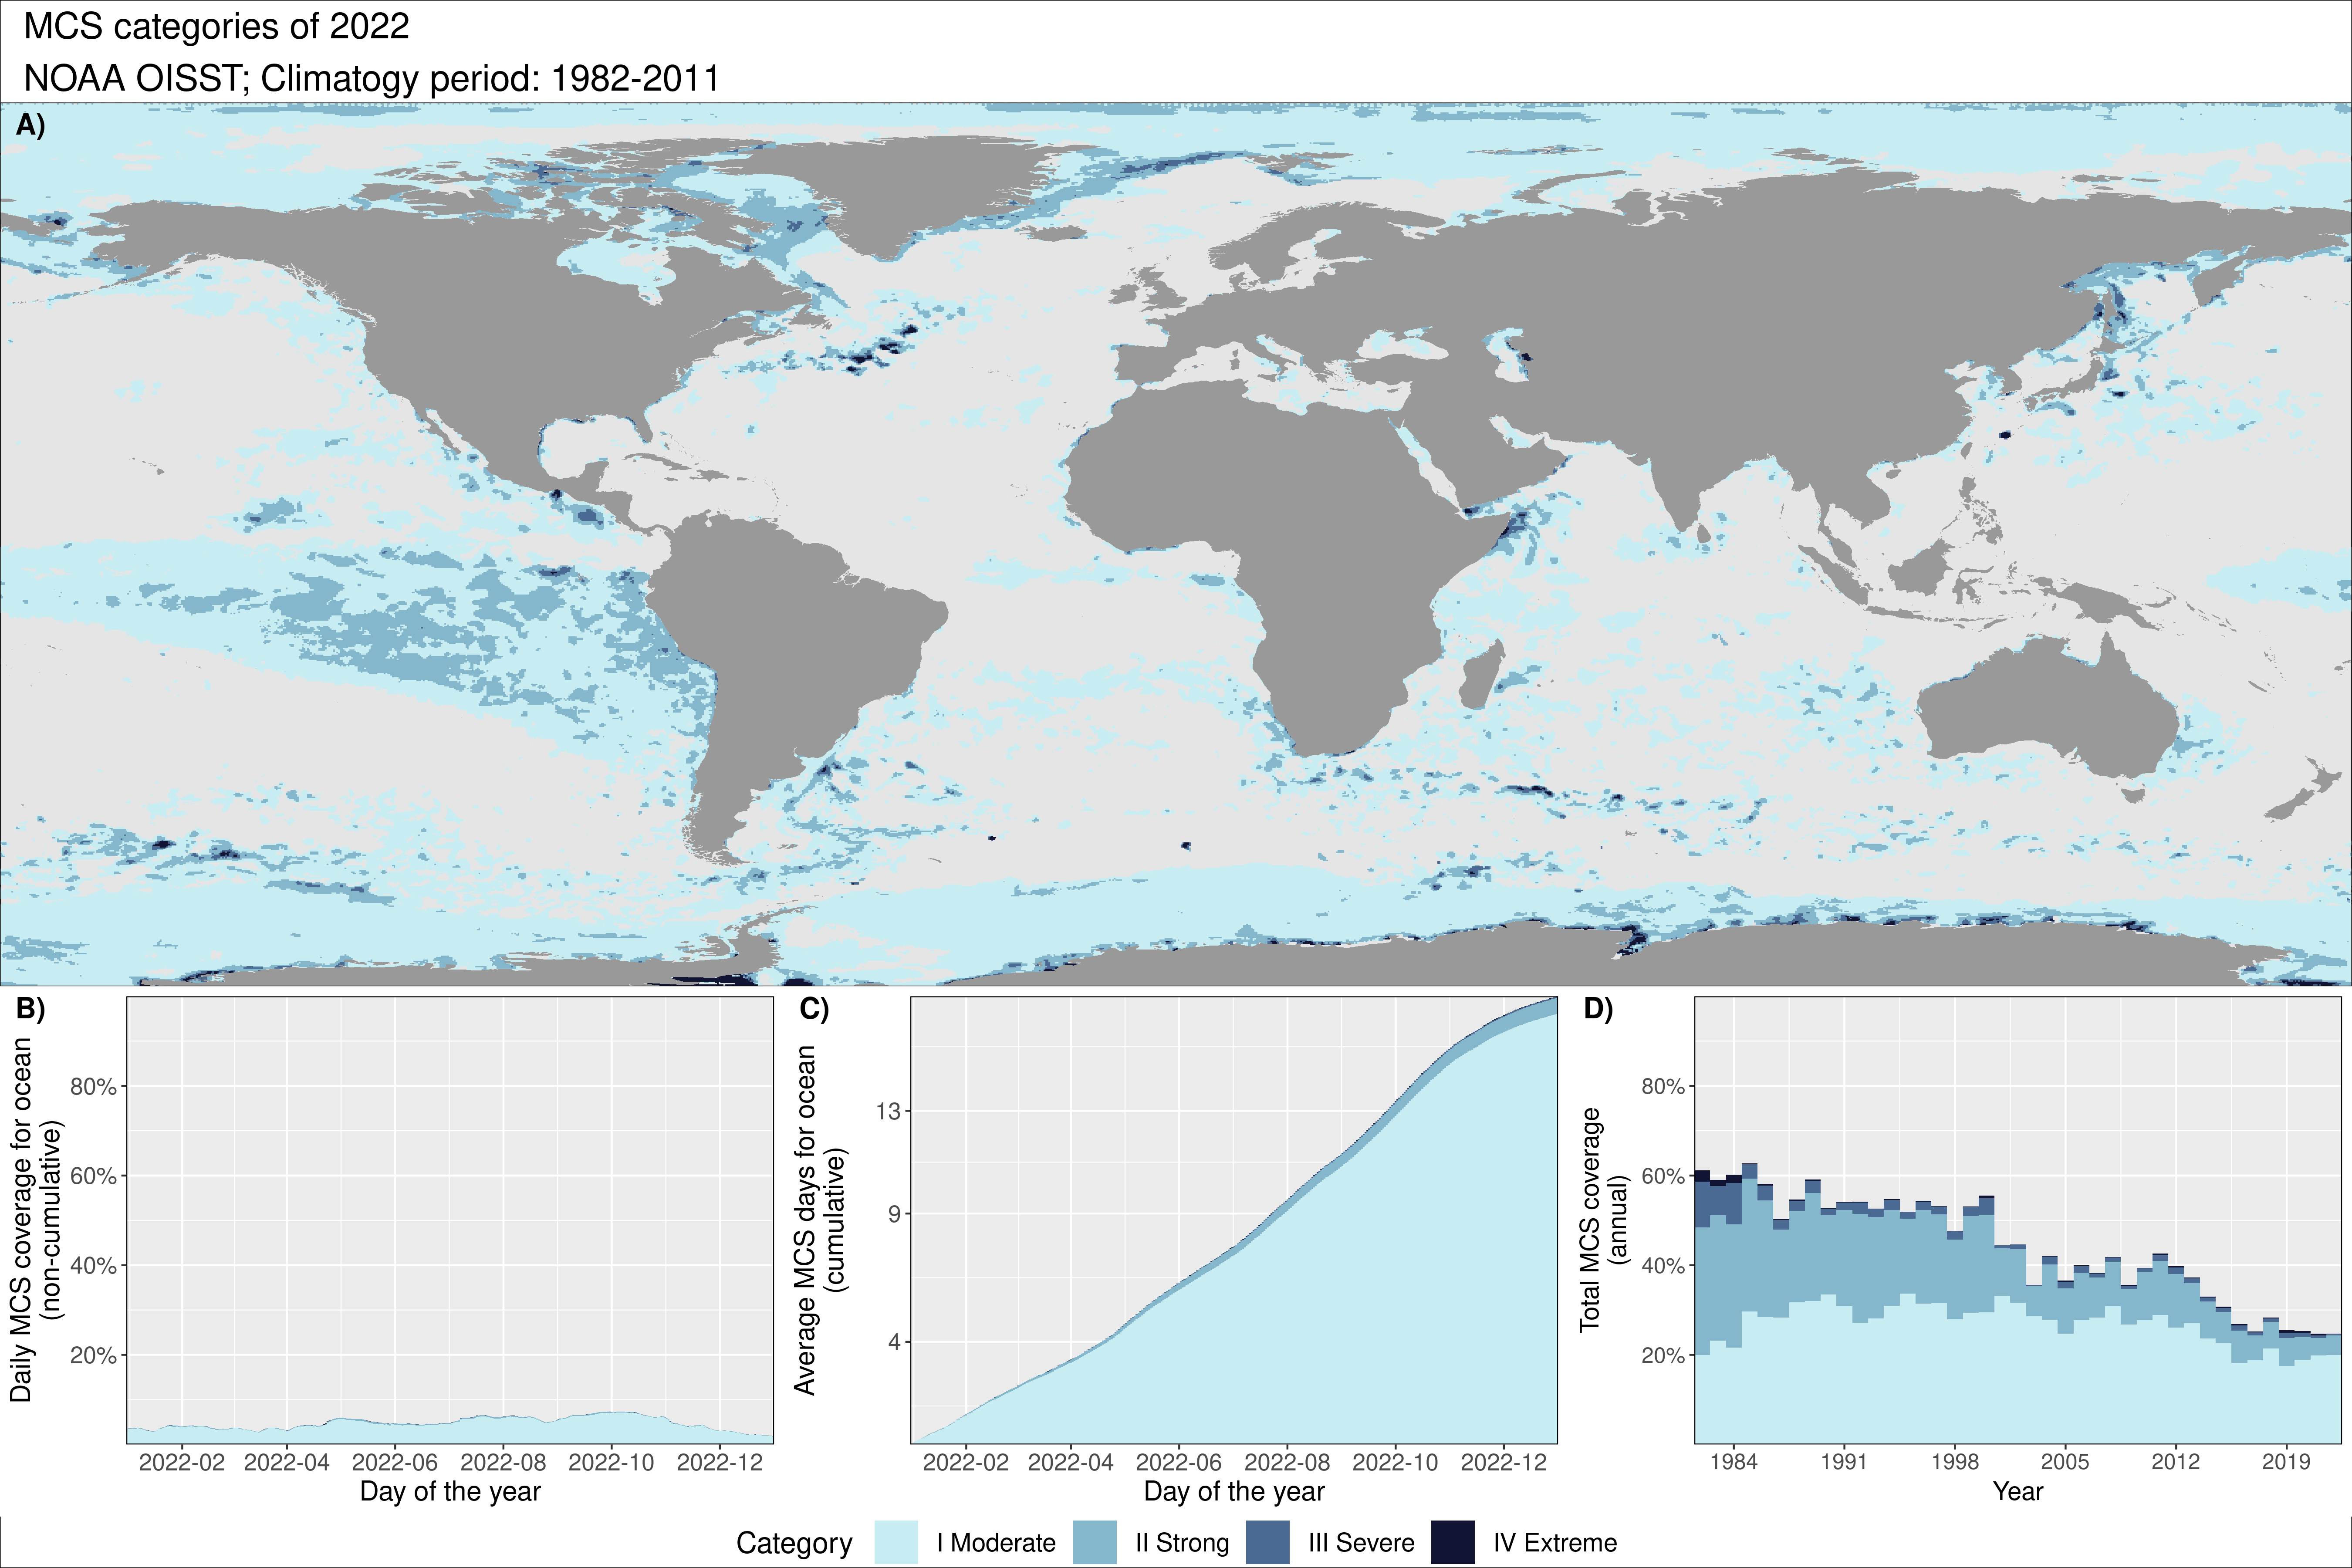 MCS categories of 2022
NOAA OISST; Climatogy period: 1982-2011
A)
B)
Daily MCS coverage for ocean
(non-cumulative)
80%
60%
40%
20%
2022-02 2022-04 2022-06 2022-08 2022-10 2022-12
Day of the year
C)
Average MCS days for ocean
(cumulative)
13
9
4
2022-02 2022-04 2022-06 2022-08 2022-10 2022-12
Day of the year
D)
Total MCS coverage
(annual)
80%
60%
40%
20%
1984 1991 1998 2005 2012 2019
Year
Category I Moderate II Strong III Severe IV Extreme